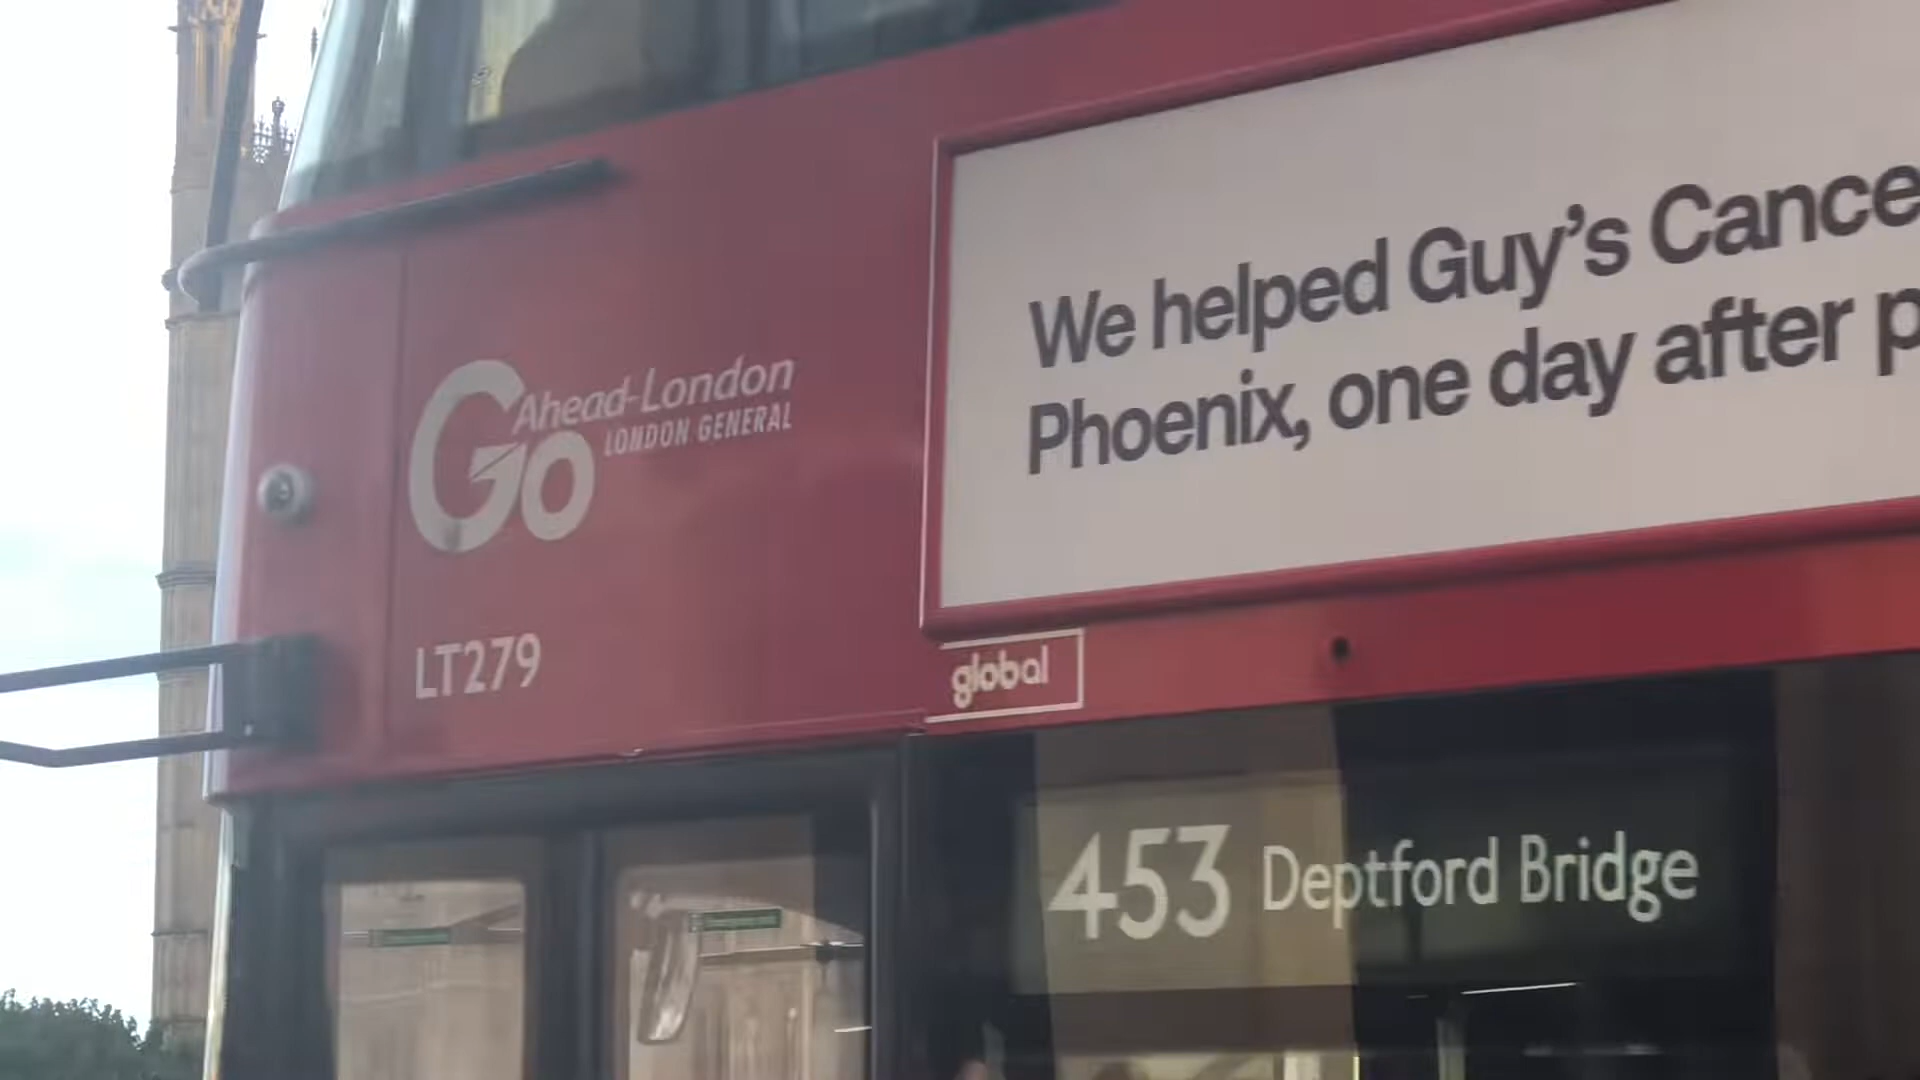 We helped Guy's Cance
Phoenix, one day after p
Go Ahead-London
LONDON GENERAL
LT279
global
453 Deptford Bridge